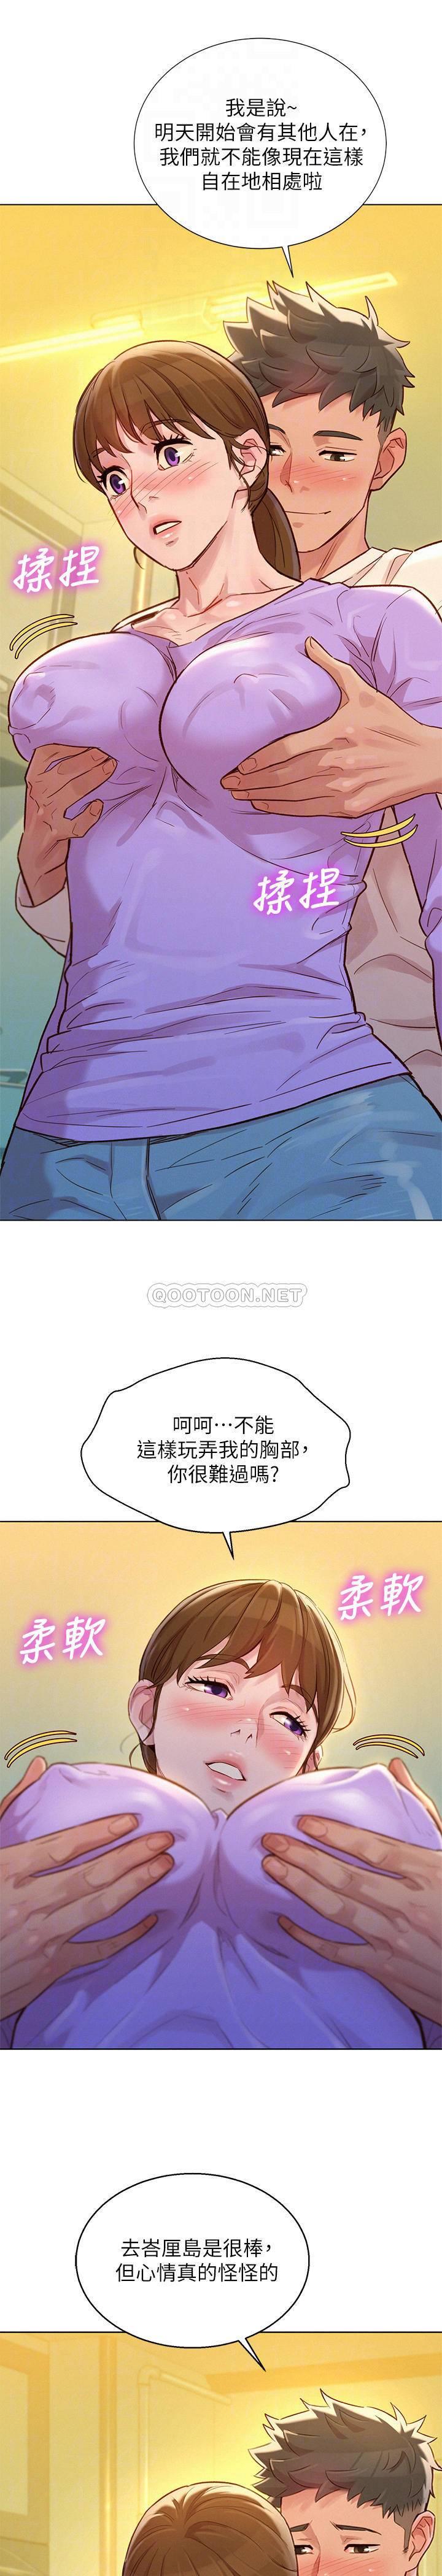 我是說~
明天開始會有其他人在,
我們就不能像現在這樣
自在地相處啦
揉捏
揉捏
QOOTOON.NET
呵呵…不能
這樣玩弄我的胸部,
你很難過嗎?
柔軟
柔軟
去峇厘島是很棒,
但心情真的怪怪的